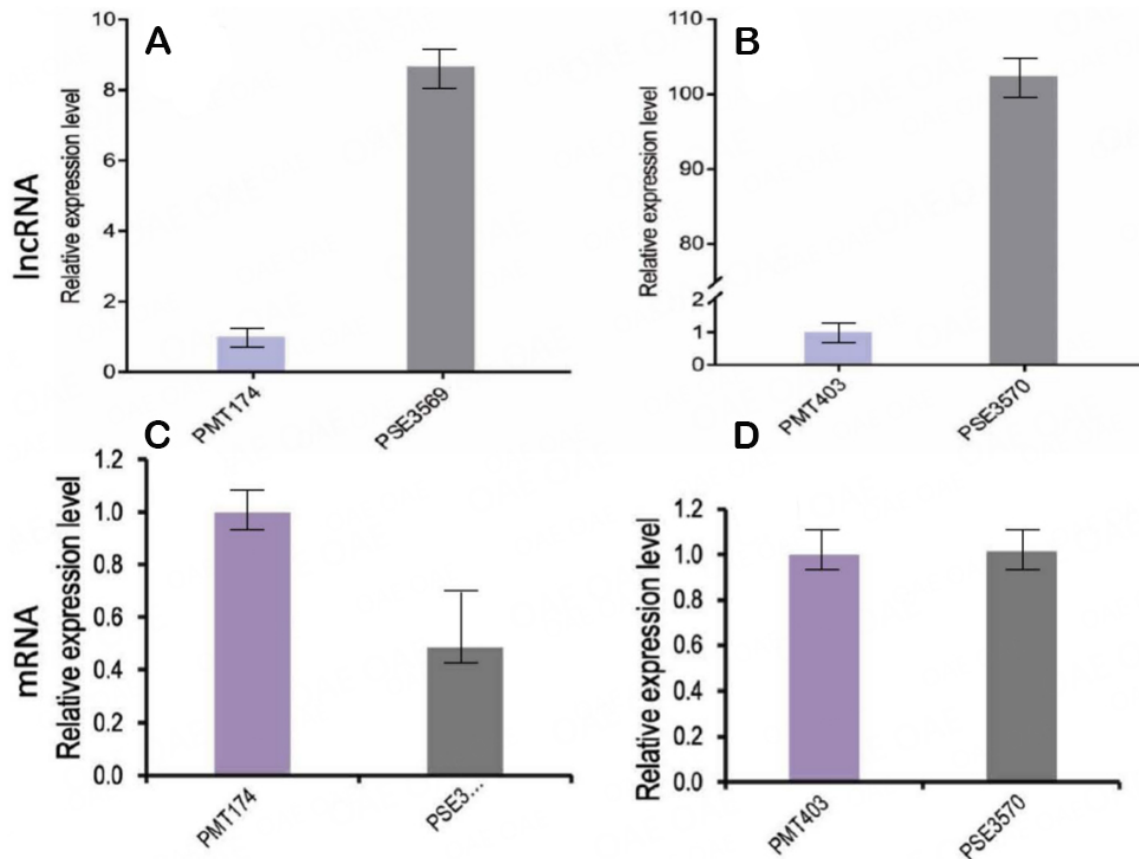 A
B
lncRNA
Relative expression level
10
8
6
4
2
0
PMT174
PSE3569
Relative expression level
110
100
90
80
2
1
0
PMT403
PSE3570
C
D
mRNA
Relative expression level
1.2
1.0
0.8
0.6
0.4
0.2
0.0
PMT174
PSE3...
Relative expression level
1.2
1.0
0.8
0.6
0.4
0.2
0.0
PMT403
PSE3570